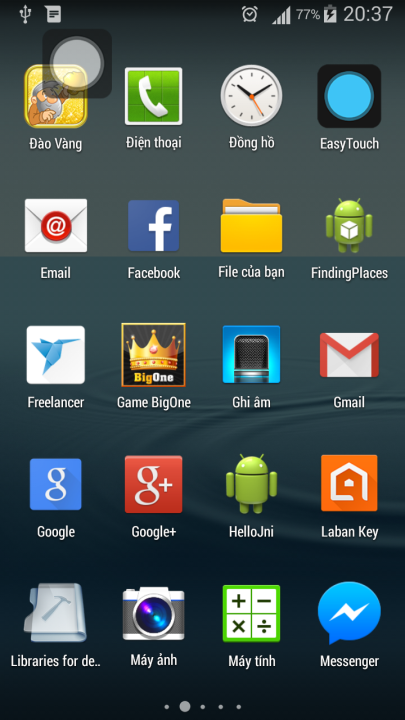 77% 20:37
Đào Vàng
Điện thoại
Đồng hồ
EasyTouch
Email
Facebook
File của bạn
FindingPlaces
BigOne
Freelancer
Game BigOne
Ghi âm
Gmail
Google
Google+
HelloJni
Laban Key
Libraries for de..
Máy ảnh
Máy tính
Messenger